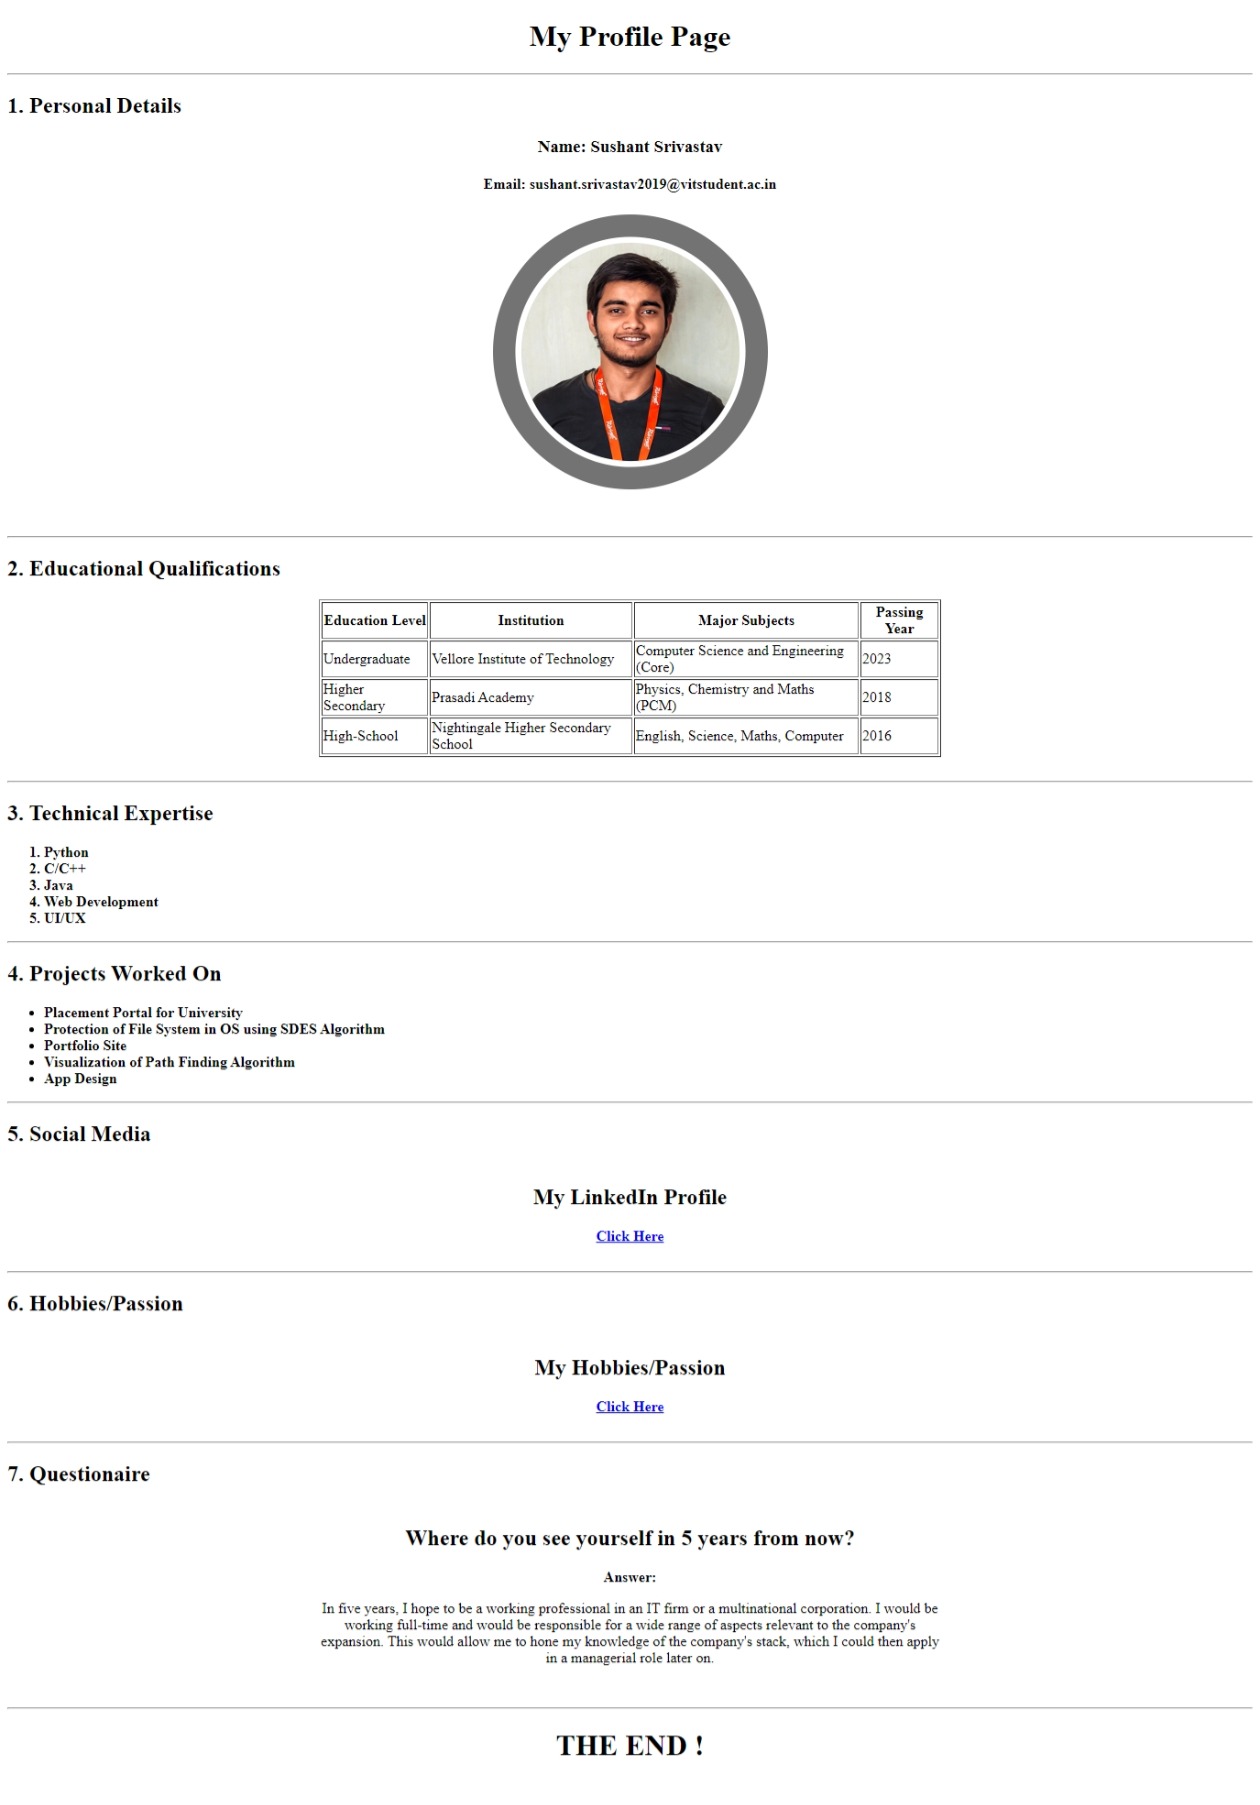 My Profile Page
1. Personal Details
Name: Sushant Srivastav
Email: sushant.srivastav2019@vitstudent.ac.in
2. Educational Qualifications
Education Level Institution Major Subjects Passing Year
Undergraduate Vellore Institute of Technology Computer Science and Engineering (Core) 2023
Higher Secondary Prasadi Academy Physics, Chemistry and Maths (PCM) 2018
High-School Nightingale Higher Secondary School English, Science, Maths, Computer 2016
3. Technical Expertise
1. Python
2. C/C++
3. Java
4. Web Development
5. UI/UX
4. Projects Worked On
• Placement Portal for University
• Protection of File System in OS using SDES Algorithm
• Portfolio Site
• Visualization of Path Finding Algorithm
• App Design
5. Social Media
My LinkedIn Profile
Click Here
6. Hobbies/Passion
My Hobbies/Passion
Click Here
7. Questionaire
Where do you see yourself in 5 years from now?
Answer:
In five years, I hope to be a working professional in an IT firm or a multinational corporation. I would be
working full-time and would be responsible for a wide range of aspects relevant to the company's
expansion. This would allow me to hone my knowledge of the company's stack, which I could then apply
in a managerial role later on.
THE END !